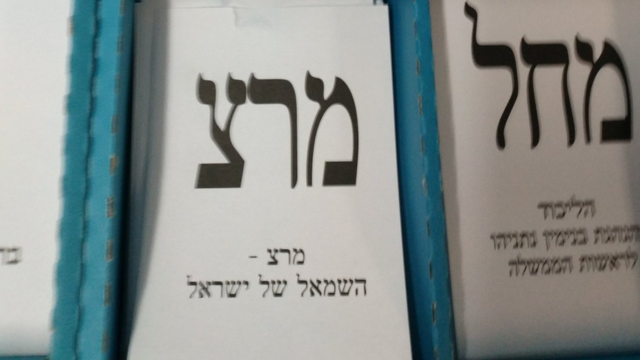 מחל
הליכוד
בהנהגת בנימין נתניהו
לראשות הממשלה
מרצ
מרצ -
השמאל של ישראל